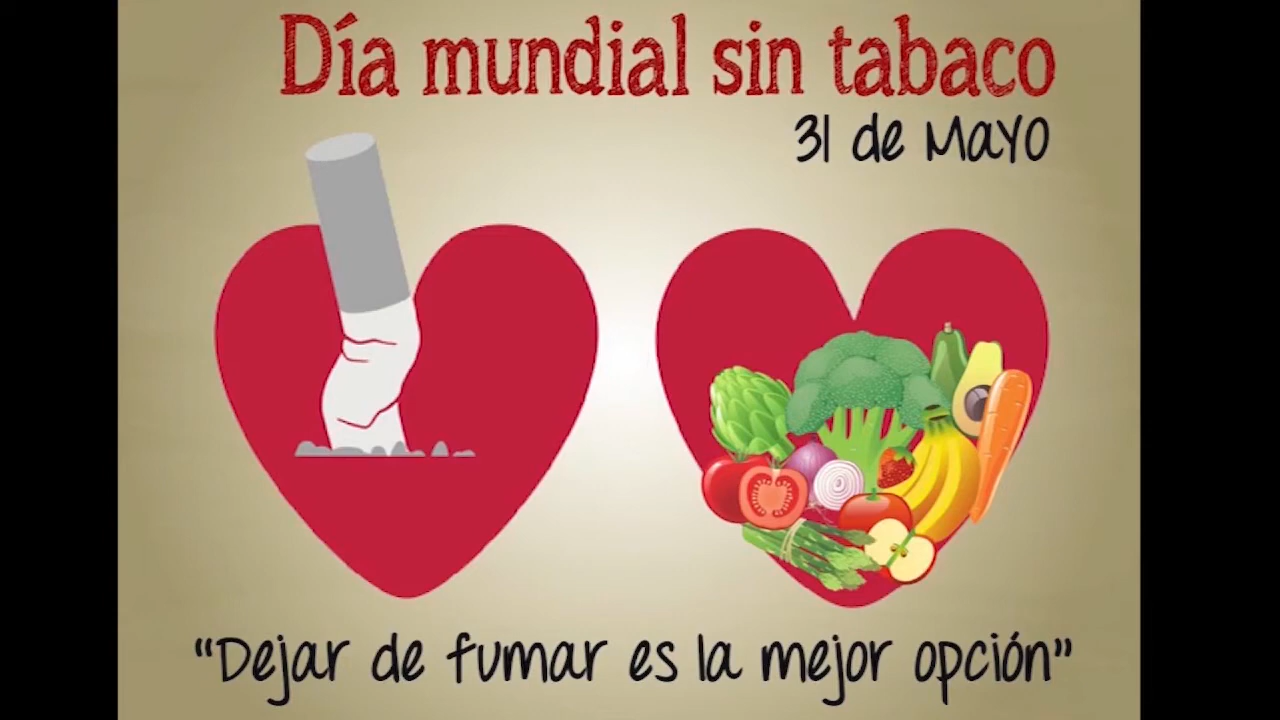 Día mundial sin tabaco
31 de MAYO
“Dejar de fumar es la mejor opción”